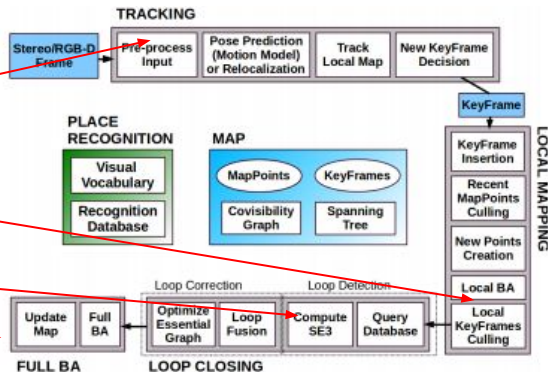 TRACKING
Stereo/RGB-D
Frame
Pre-process
Input
Pose Prediction
(Motion Model)
or Relocalization
Track
Local Map
New KeyFrame
Decision
KeyFrame
PLACE
RECOGNITION
Visual
Vocabulary
Recognition
Database
MAP
MapPoints
KeyFrames
Covisibility
Graph
Spanning
Tree
LOCAL MAPPING
KeyFrame
Insertion
Recent
MapPoints
Culling
New Points
Creation
Local BA
Local
KeyFrames
Culling
Loop Correction
Loop Detection
Optimize
Essential
Graph
Loop
Fusion
Compute
SE3
Query
Database
Update
Map
Full
BA
FULL BA
LOOP CLOSING